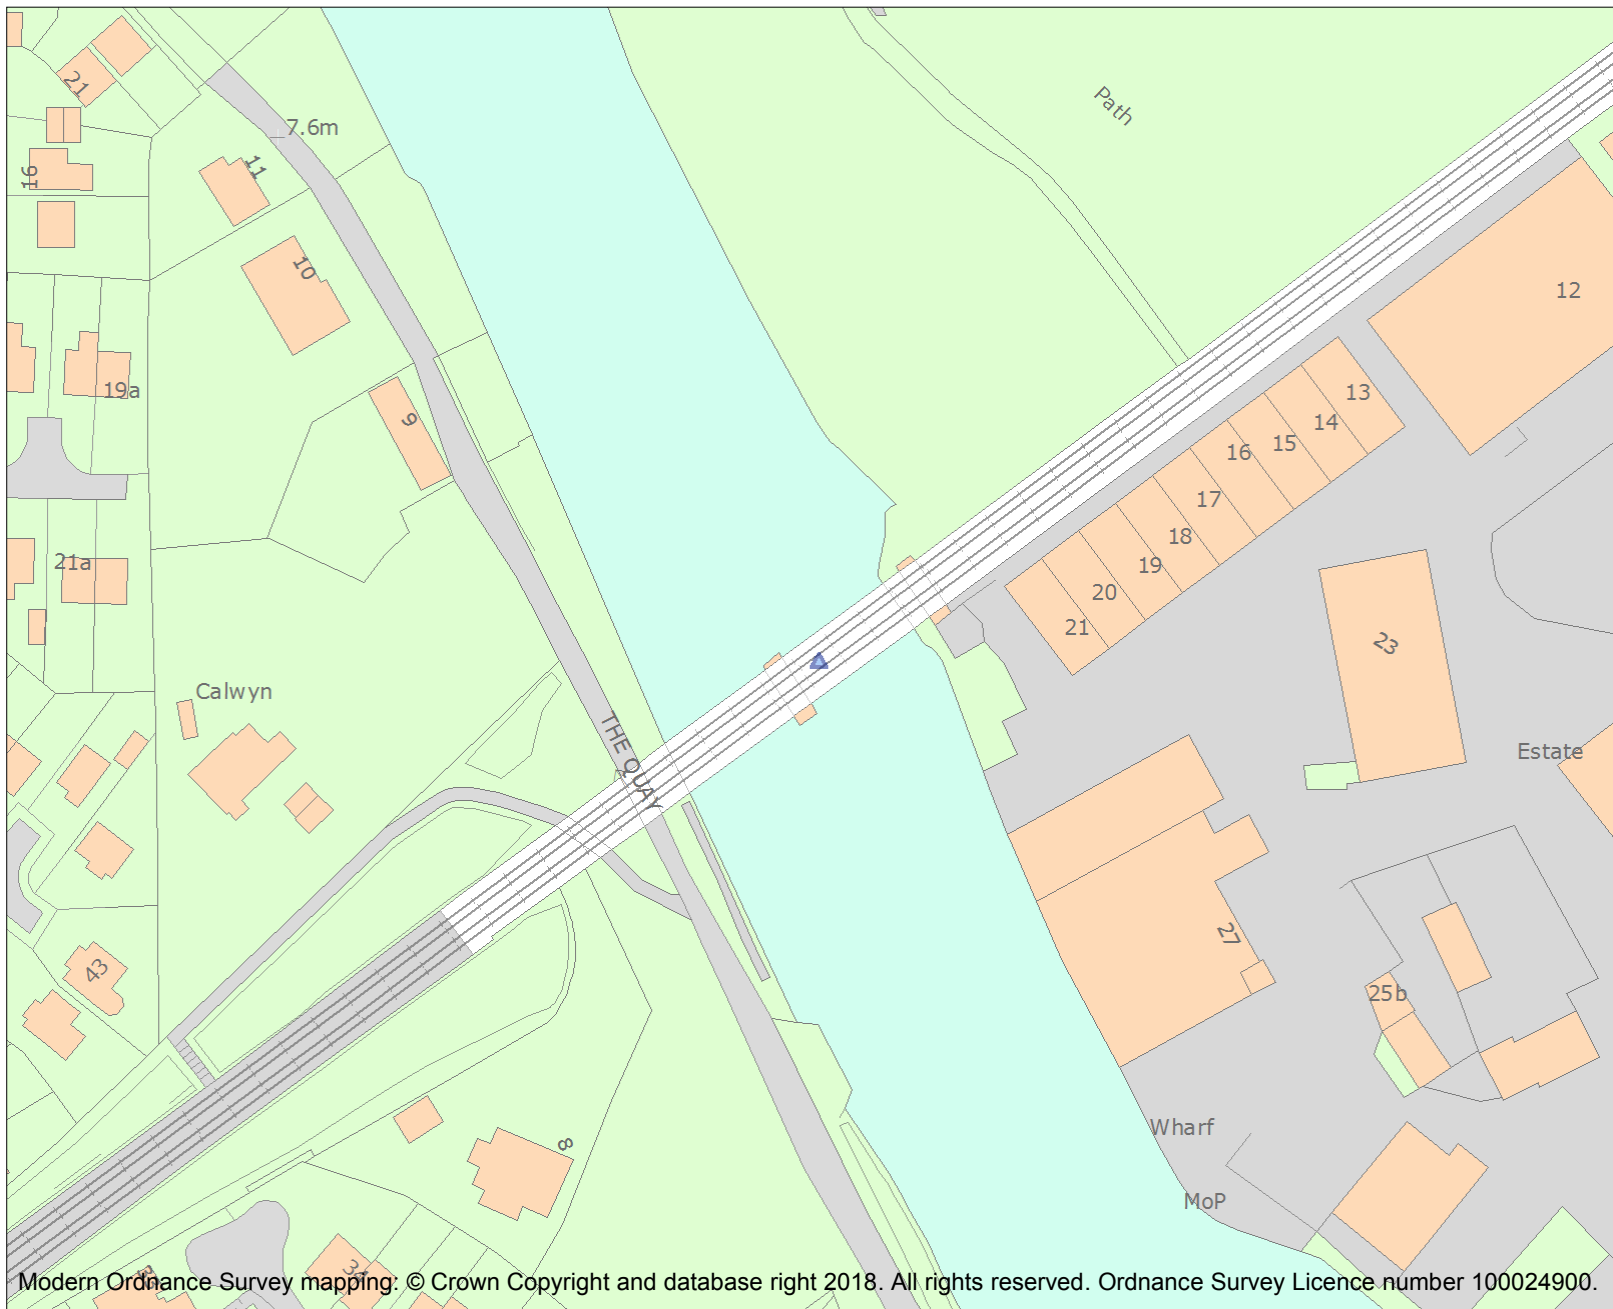 Path
21
7.6m
11
16
10
12
19a
13
14
15
16
9
17
18
21a
19
20
21
23
Calwyn
THE QUAY
Estate
27
43
25b
Wharf
8
MoP
34
Modern Ordnance Survey mapping: © Crown Copyright and database right 2018. All rights reserved. Ordnance Survey Licence number 100024900.